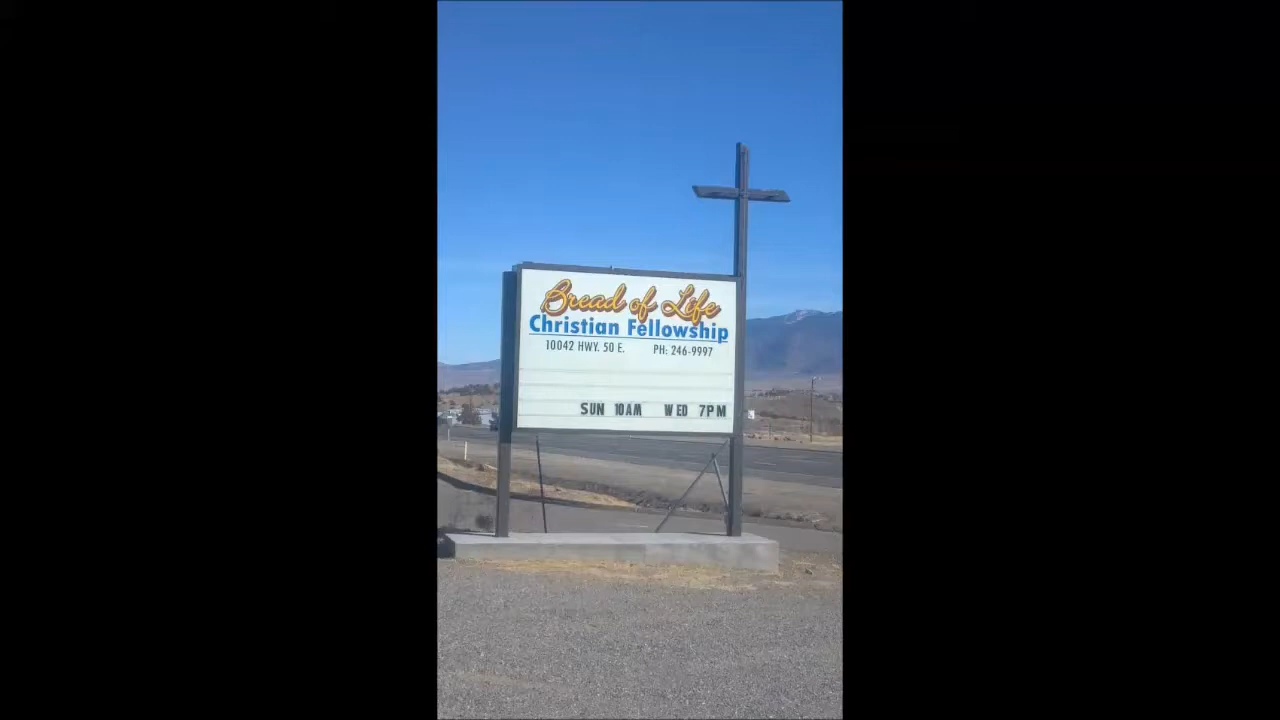 Bread of Life
Christian Fellowship
10042 HWY. 50 E. PH: 246-9997
SUN 10AM WED 7PM